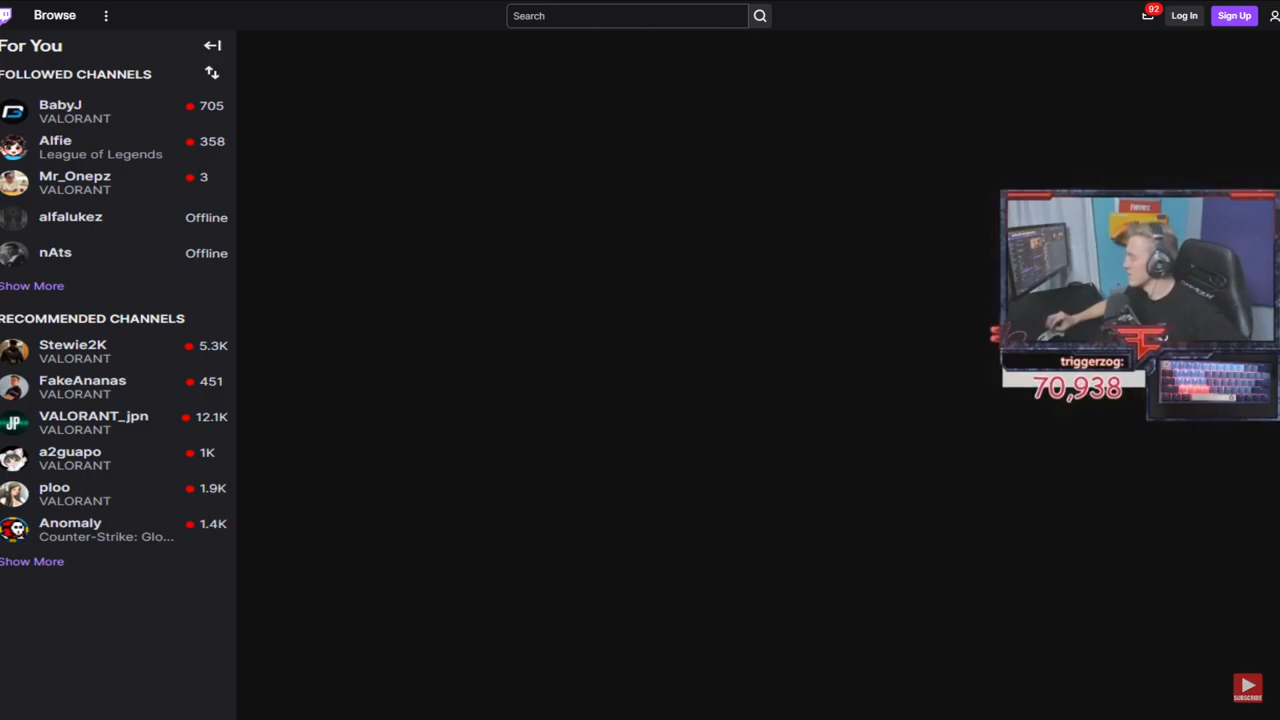 Browse
Search
92
Log In
Sign Up
For You
FOLLOWED CHANNELS
BabyJ
705
VALORANT
Alfie
358
League of Legends
Mr_Onepz
3
VALORANT
alfalukez
Offline
nAts
Offline
Show More
RECOMMENDED CHANNELS
Stewie2K
5.3K
VALORANT
FakeAnanas
451
VALORANT
JP
VALORANT_jpn
12.1K
VALORANT
a2guapo
1K
VALORANT
ploo
1.9K
VALORANT
Anomaly
1.4K
Counter-Strike: Glo...
Show More
triggerzog:
70,938
SUBSCRIBE